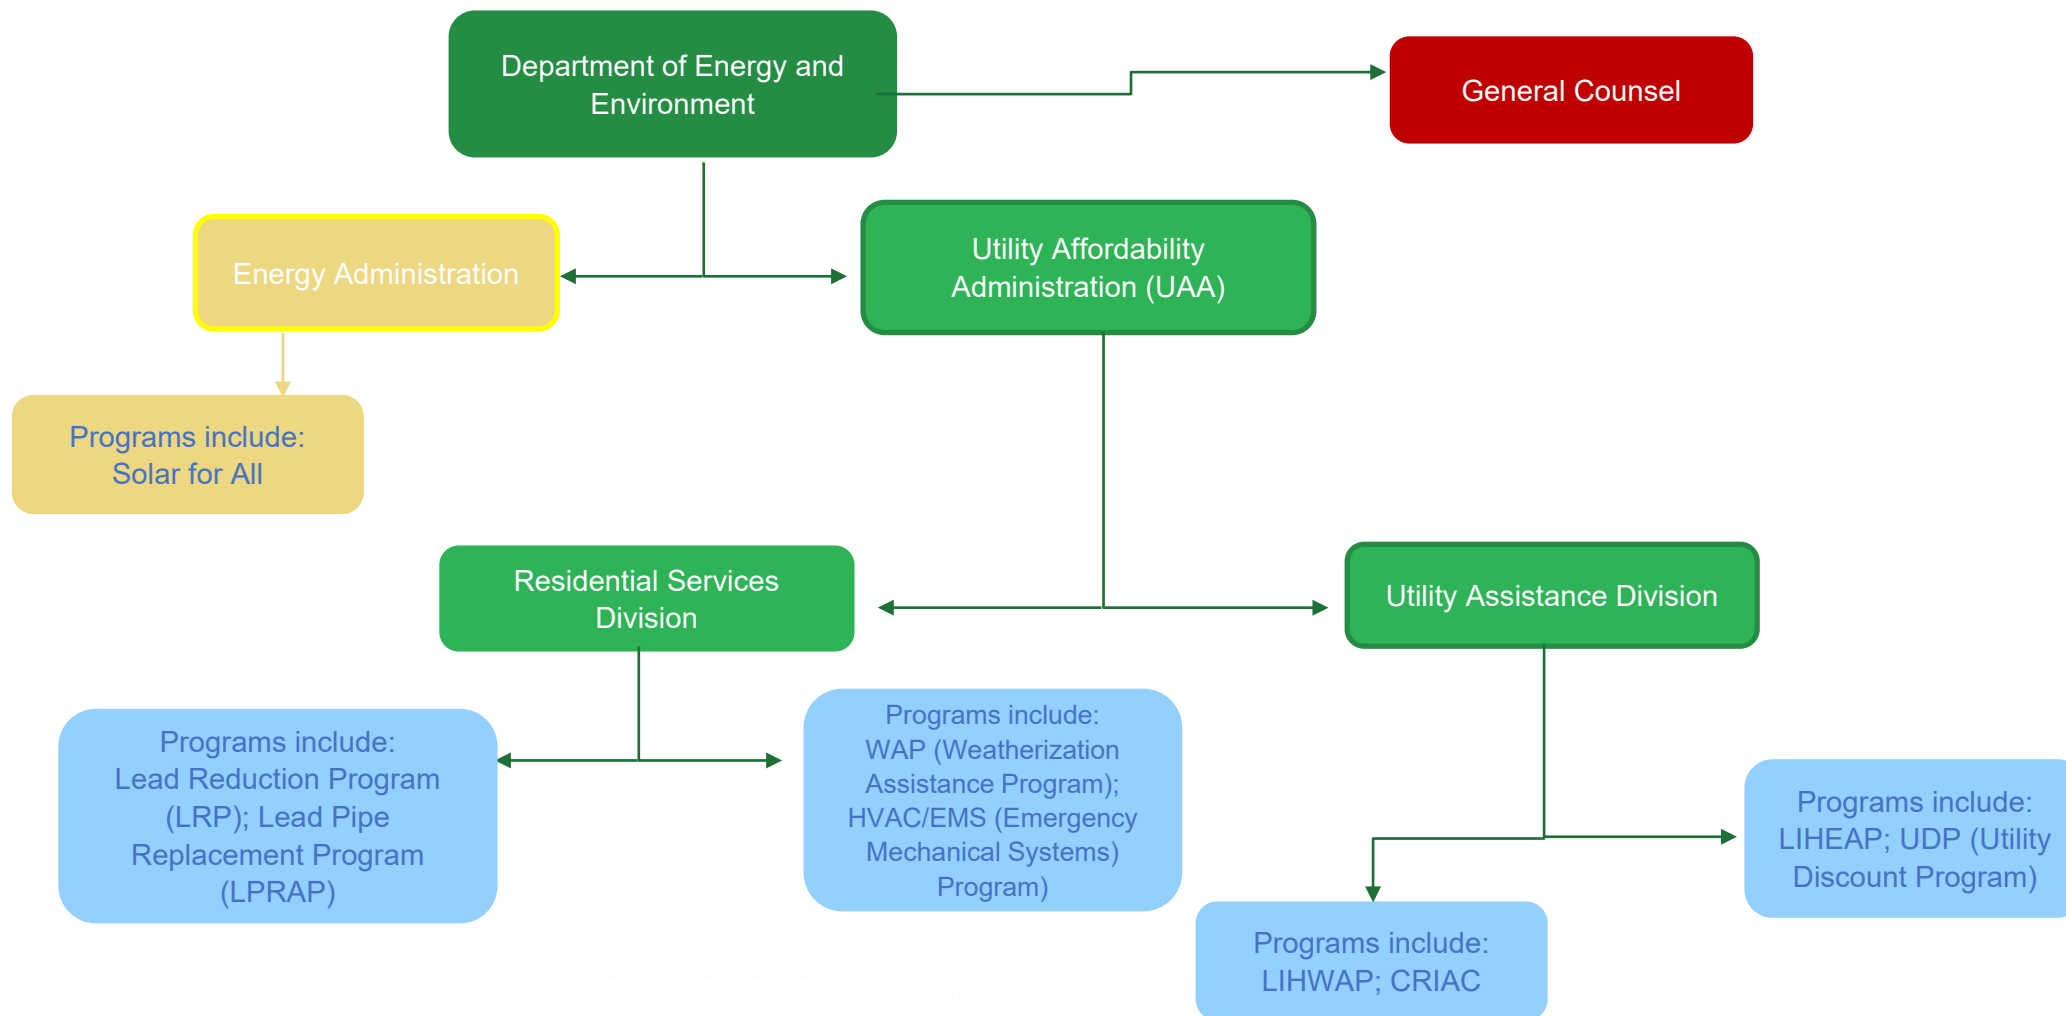 Department of Energy and
Environment
General Counsel
Energy Administration
Utility Affordability
Administration (UAA)
Programs include:
Solar for All
Residential Services
Division
Utility Assistance Division
Programs include:
Lead Reduction Program
(LRP); Lead Pipe
Replacement Program
(LPRAP)
Programs include:
WAP (Weatherization
Assistance Program);
HVAC/EMS (Emergency
Mechanical Systems)
Program)
Programs include:
LIHEAP; UDP (Utility
Discount Program)
Programs include:
LIHWAP; CRIAC